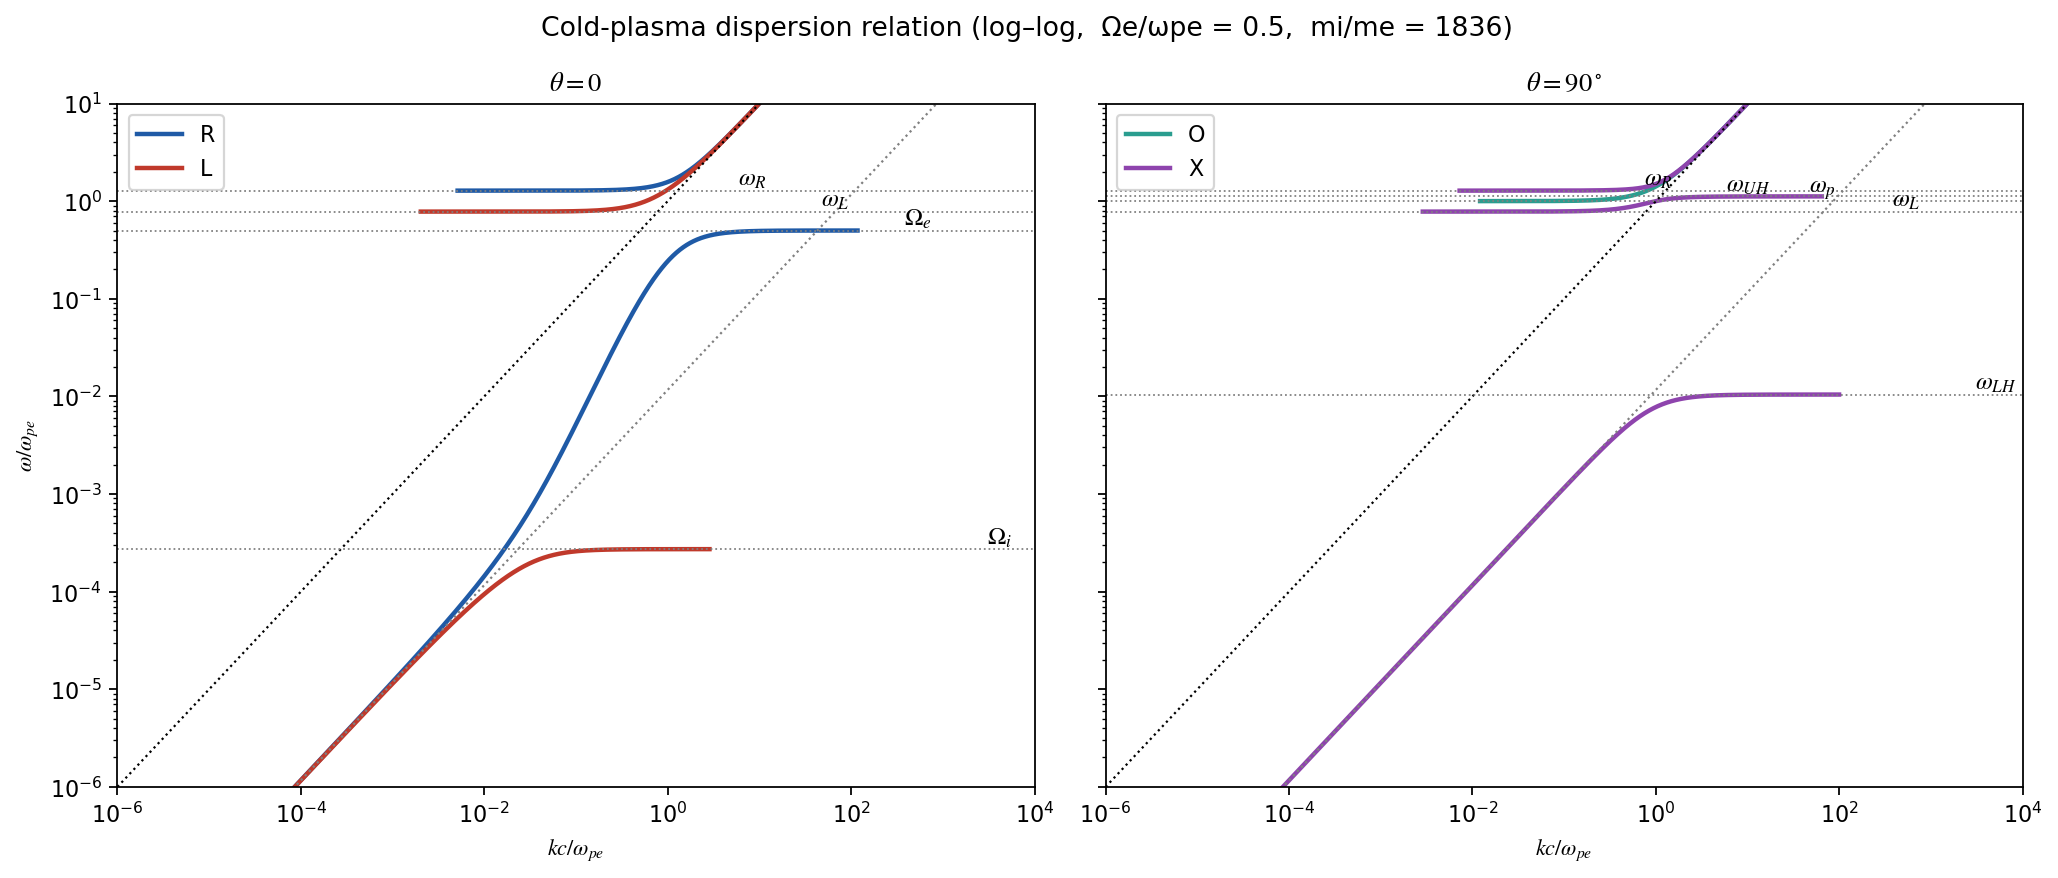 Cold-plasma dispersion relation (log–log,  Ωe/ωpe = 0.5,  mi/me = 1836)
θ = 0
R
L
ω_R
ω_L
Ω_e
Ω_i
10^1
10^0
10^−1
10^−2
10^−3
10^−4
10^−5
10^−6
ω/ω_pe
10^−6 10^−4 10^−2 10^0 10^2 10^4
kc/ω_pe
θ = 90°
O
X
ω_R ω_UH ω_p
ω_L
ω_LH
10^−6 10^−4 10^−2 10^0 10^2 10^4
kc/ω_pe